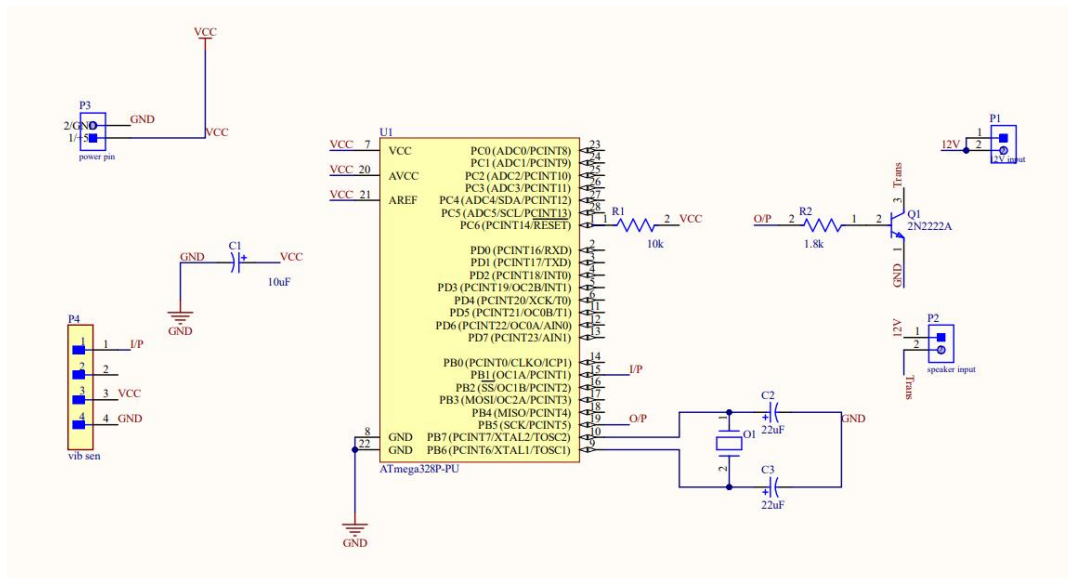 VCC
P3
2/GND
GND
1/+5
VCC
power pin
GND
C1
VCC
10uF
GND
P4
1 1 I/P
2 2
3 3 VCC
4 4 GND
vib sen
U1
VCC 7 VCC
VCC 20 AVCC
VCC 21 AREF
8 GND
22 GND
GND
PC0 (ADC0/PCINT8) 23
PC1 (ADC1/PCINT9) 24
PC2 (ADC2/PCINT10) 25
PC3 (ADC3/PCINT11) 26
PC4 (ADC4/SDA/PCINT12) 27
PC5 (ADC5/SCL/PCINT13) 28
PC6 (PCINT14/RESET) 1
PD0 (PCINT16/RXD) 2
PD1 (PCINT17/TXD) 3
PD2 (PCINT18/INT0) 4
PD3 (PCINT19/OC2B/INT1) 5
PD4 (PCINT20/XCK/T0) 6
PD5 (PCINT21/OC0B/T1) 11
PD6 (PCINT22/OC0A/AIN0) 12
PD7 (PCINT23/AIN1) 13
PB0 (PCINT0/CLKO/ICP1) 14
PB1 (OC1A/PCINT1) 15 I/P
PB2 (SS/OC1B/PCINT2) 16
PB3 (MOSI/OC2A/PCINT3) 17
PB4 (MISO/PCINT4) 18
PB5 (SCK/PCINT5) 19 O/P
PB7 (PCINT7/XTAL2/TOSC2) 10
PB6 (PCINT6/XTAL1/TOSC1) 9
ATmega328P-PU
R1
1 2 VCC
10k
C2
22uF
GND
1
O1
2
C3
22uF
P1
1
12V 2
12V input
Trans
3
O/P 2 R2 1 2
1.8k
Q1
2N2222A
1
GND
P2
12V 1
2
Trans
speaker input